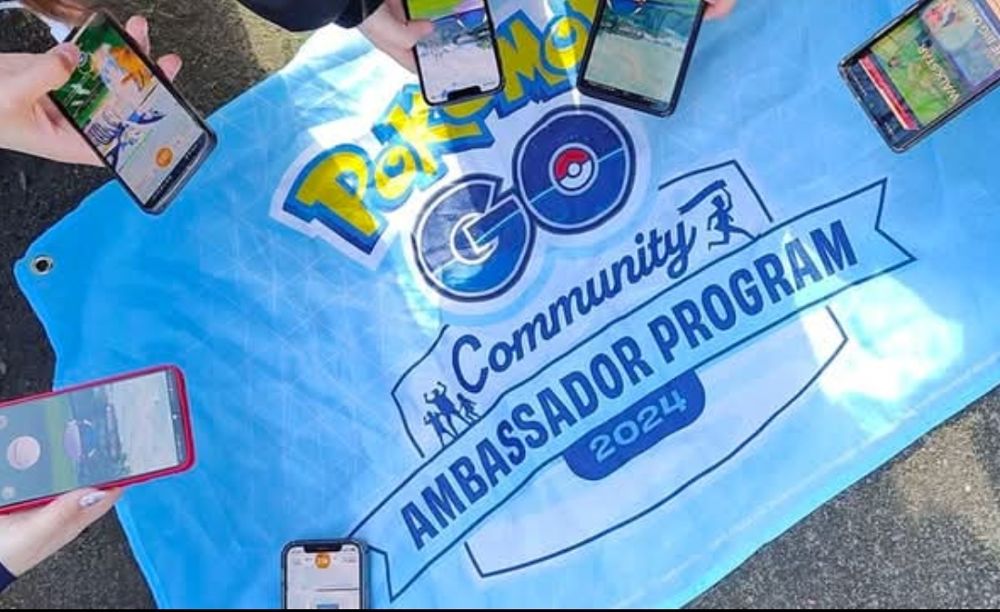 POKÉMON
GO
Community
AMBASSADOR PROGRAM
2024